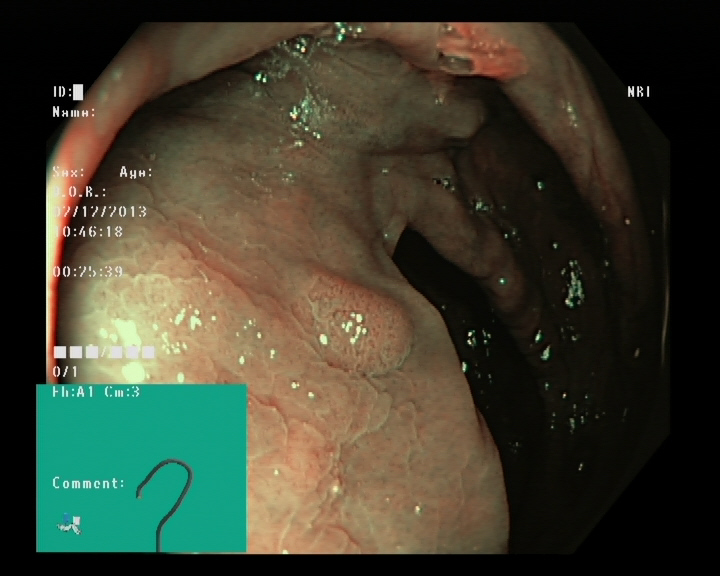 ID:
NBI
Name:
Sex: Age:
D.O.B.:
02/12/2013
10:46:18
00:25:39
0/1
Eh:A1 Cm:3
Comment: